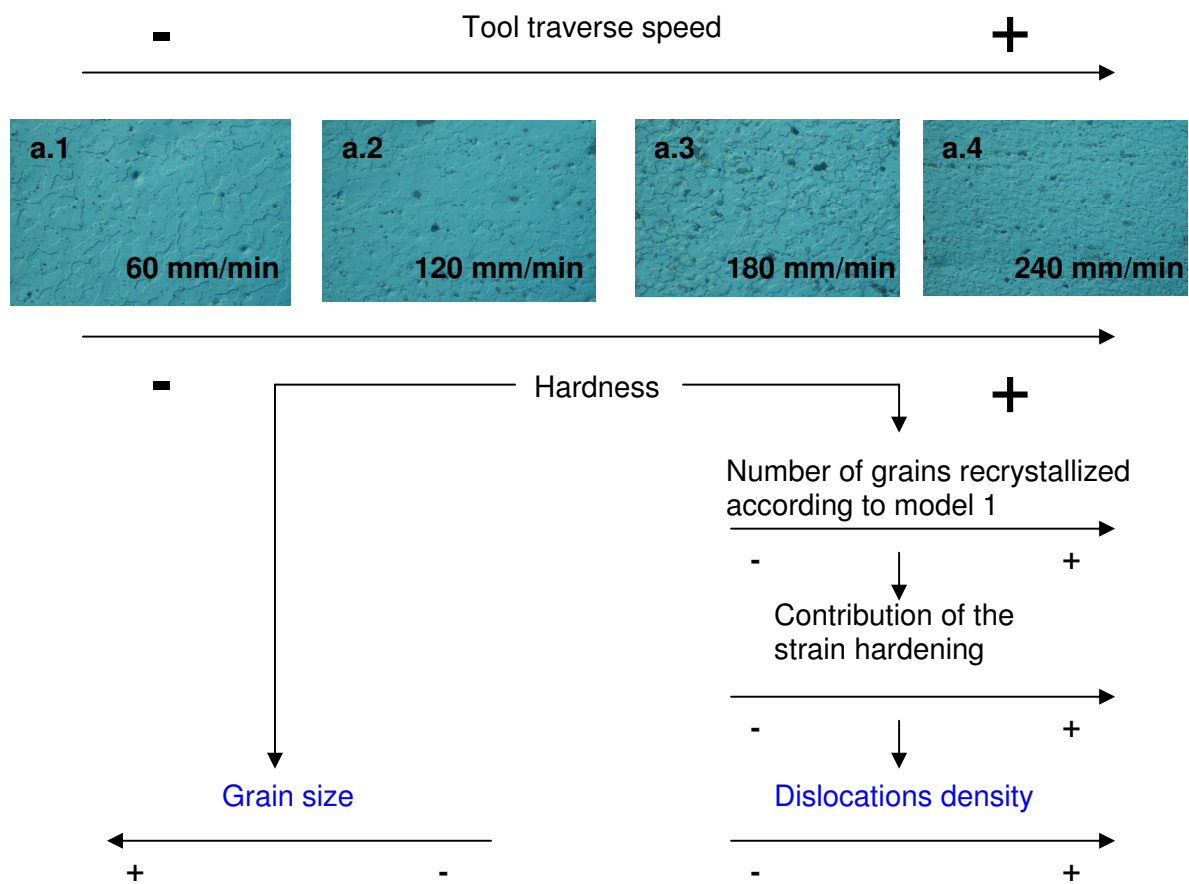 Tool traverse speed
- +
a.1 a.2 a.3 a.4
60 mm/min 120 mm/min 180 mm/min 240 mm/min
- Hardness +
Number of grains recrystallized
according to model 1
- +
Contribution of the
strain hardening
- +
Grain size Dislocations density
+ - - +